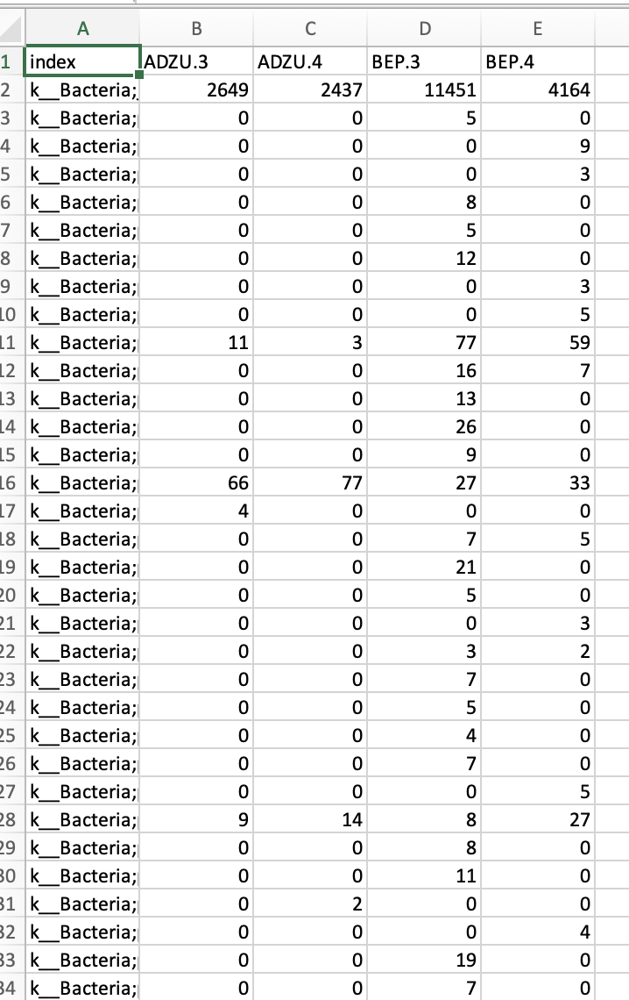 A B C D E
1 index ADZU.3 ADZU.4 BEP.3 BEP.4
2 k__Bacteria; 2649 2437 11451 4164
3 k__Bacteria; 0 0 5 0
4 k__Bacteria; 0 0 0 9
5 k__Bacteria; 0 0 0 3
6 k__Bacteria; 0 0 8 0
7 k__Bacteria; 0 0 5 0
8 k__Bacteria; 0 0 12 0
9 k__Bacteria; 0 0 0 3
10 k__Bacteria; 0 0 0 5
11 k__Bacteria; 11 3 77 59
12 k__Bacteria; 0 0 16 7
13 k__Bacteria; 0 0 13 0
14 k__Bacteria; 0 0 26 0
15 k__Bacteria; 0 0 9 0
16 k__Bacteria; 66 77 27 33
17 k__Bacteria; 4 0 0 0
18 k__Bacteria; 0 0 7 5
19 k__Bacteria; 0 0 21 0
20 k__Bacteria; 0 0 5 0
21 k__Bacteria; 0 0 0 3
22 k__Bacteria; 0 0 3 2
23 k__Bacteria; 0 0 7 0
24 k__Bacteria; 0 0 5 0
25 k__Bacteria; 0 0 4 0
26 k__Bacteria; 0 0 7 0
27 k__Bacteria; 0 0 0 5
28 k__Bacteria; 9 14 8 27
29 k__Bacteria; 0 0 8 0
30 k__Bacteria; 0 0 11 0
31 k__Bacteria; 0 2 0 0
32 k__Bacteria; 0 0 0 4
33 k__Bacteria; 0 0 19 0
34 k__Bacteria; 0 0 7 0